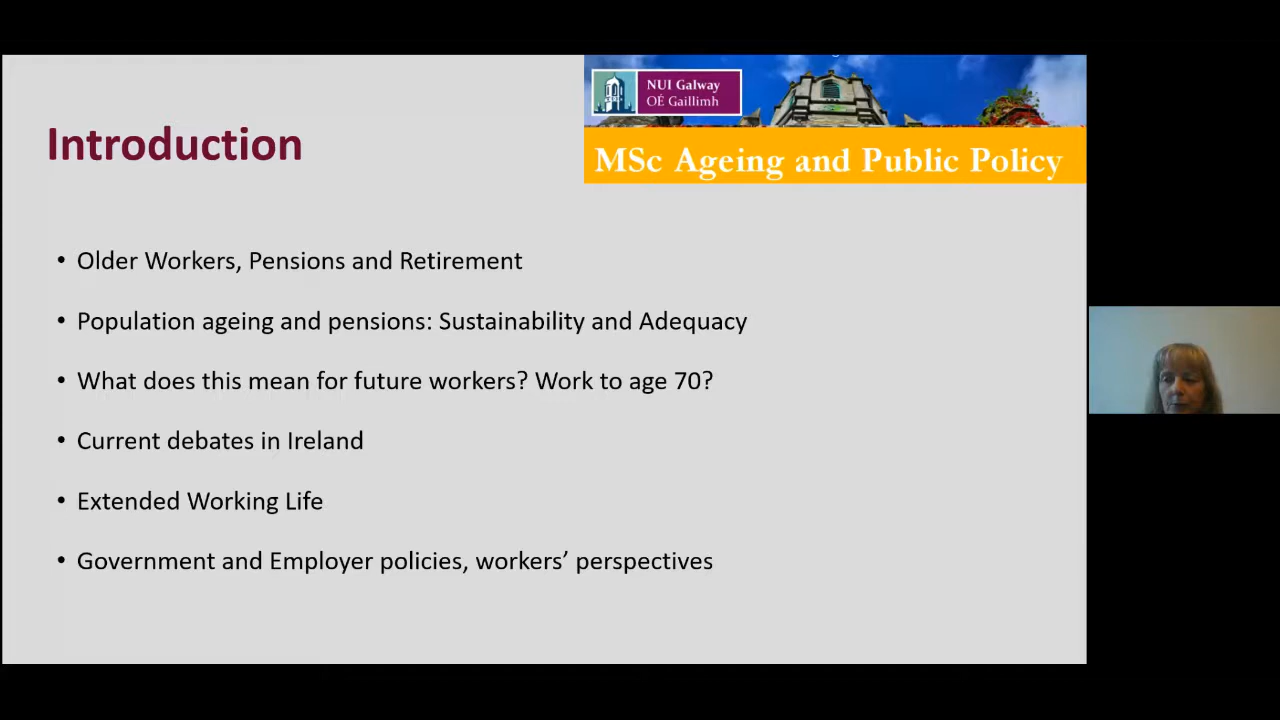 NUI Galway
OÉ Gaillimh
MSc Ageing and Public Policy
Introduction
• Older Workers, Pensions and Retirement
• Population ageing and pensions: Sustainability and Adequacy
• What does this mean for future workers? Work to age 70?
• Current debates in Ireland
• Extended Working Life
• Government and Employer policies, workers’ perspectives